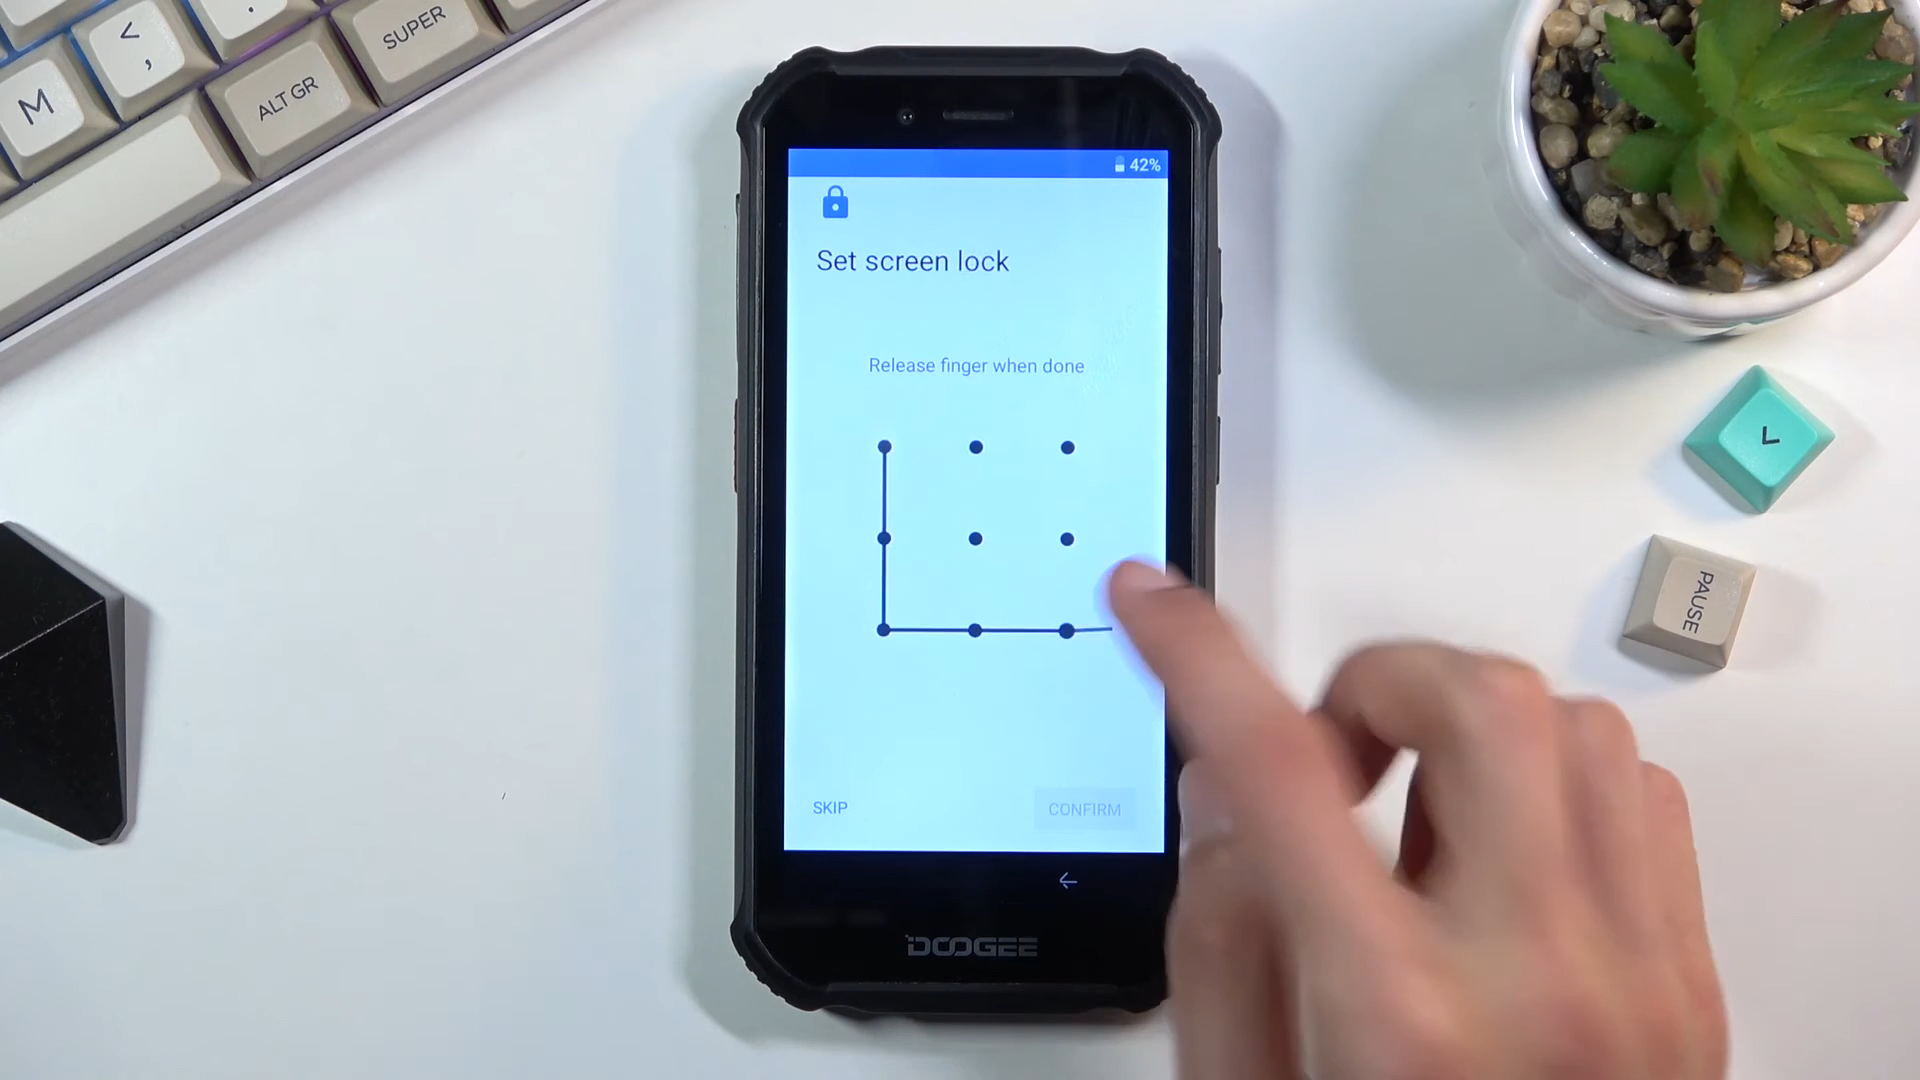 M
<
,
ALT GR
SUPER
42%
Set screen lock
Release finger when done
SKIP
CONFIRM
DOOGEE
PAUSE